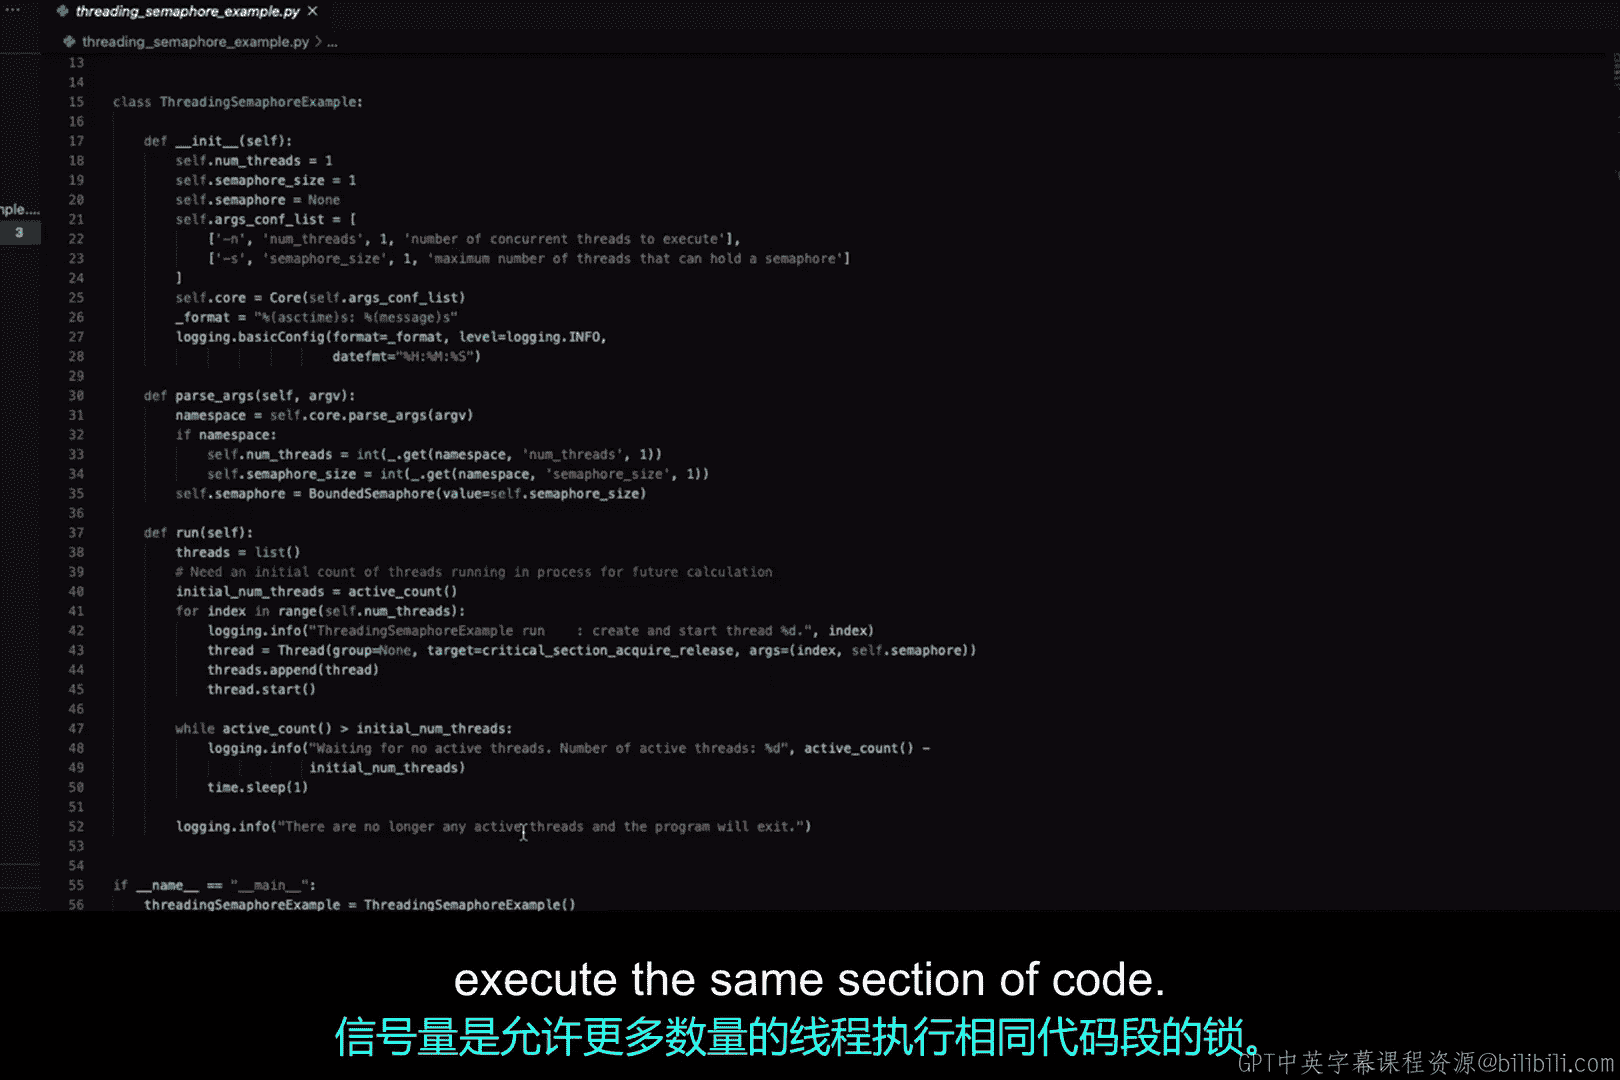 threading_semaphore_example.py ×
threading_semaphore_example.py > ...
mple....
3
13
14
15 class ThreadingSemaphoreExample:
16
17 def __init__(self):
18 self.num_threads = 1
19 self.semaphore_size = 1
20 self.semaphore = None
21 self.args_conf_list = [
22 ['-n', 'num_threads', 1, 'number of concurrent threads to execute'],
23 ['-s', 'semaphore_size', 1, 'maximum number of threads that can hold a semaphore']
24 ]
25 self.core = Core(self.args_conf_list)
26 _format = "%(asctime)s: %(message)s"
27 logging.basicConfig(format=_format, level=logging.INFO,
28 datefmt="%H:%M:%S")
29
30 def parse_args(self, argv):
31 namespace = self.core.parse_args(argv)
32 if namespace:
33 self.num_threads = int(_.get(namespace, 'num_threads', 1))
34 self.semaphore_size = int(_.get(namespace, 'semaphore_size', 1))
35 self.semaphore = BoundedSemaphore(value=self.semaphore_size)
36
37 def run(self):
38 threads = list()
39 # Need an initial count of threads running in process for future calculation
40 initial_num_threads = active_count()
41 for index in range(self.num_threads):
42 logging.info("ThreadingSemaphoreExample run    : create and start thread %d.", index)
43 thread = Thread(group=None, target=critical_section_acquire_release, args=(index, self.semaphore))
44 threads.append(thread)
45 thread.start()
46
47 while active_count() > initial_num_threads:
48 logging.info("Waiting for no active threads. Number of active threads: %d", active_count() -
49 initial_num_threads)
50 time.sleep(1)
51
52 logging.info("There are no longer any active threads and the program will exit.")
53
54
55 if __name__ == "__main__":
56 threadingSemaphoreExample = ThreadingSemaphoreExample()
execute the same section of code.
信号量是允许更多数量的线程执行相同代码段的锁。
GPT中英字幕课程资源@bilibili.com